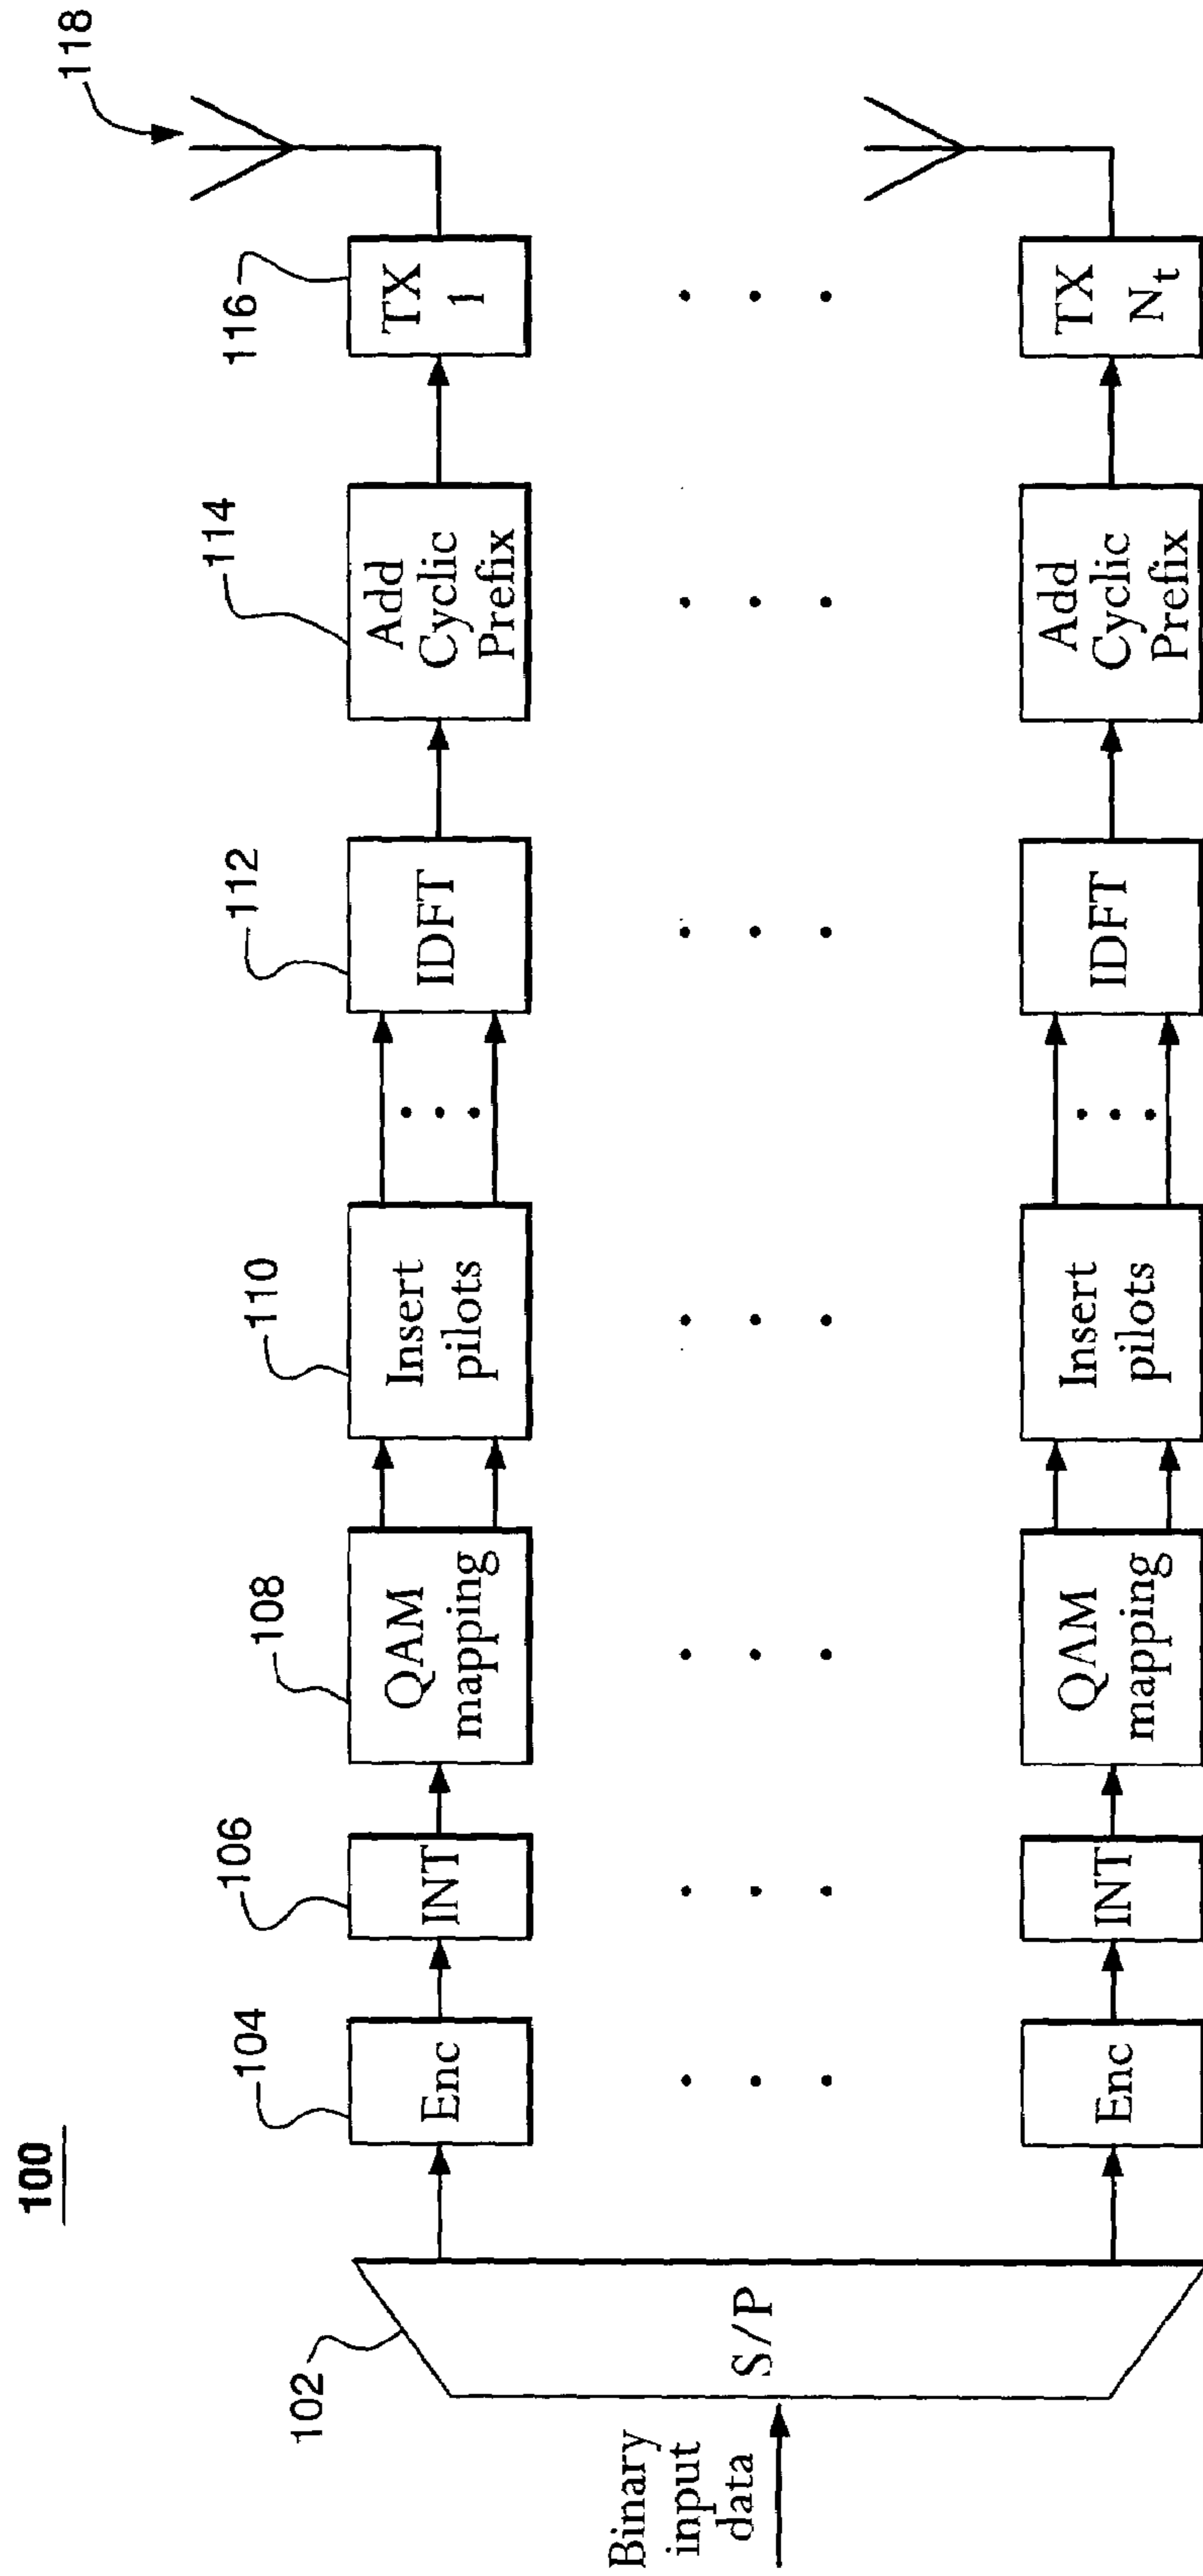 100
Binary
input
data
S/P
102
104
106
108
110
112
114
116
118
Enc
INT
QAM
mapping
Insert
pilots
IDFT
Add
Cyclic
Prefix
TX
1
Enc
INT
QAM
mapping
Insert
pilots
IDFT
Add
Cyclic
Prefix
TX
Nt